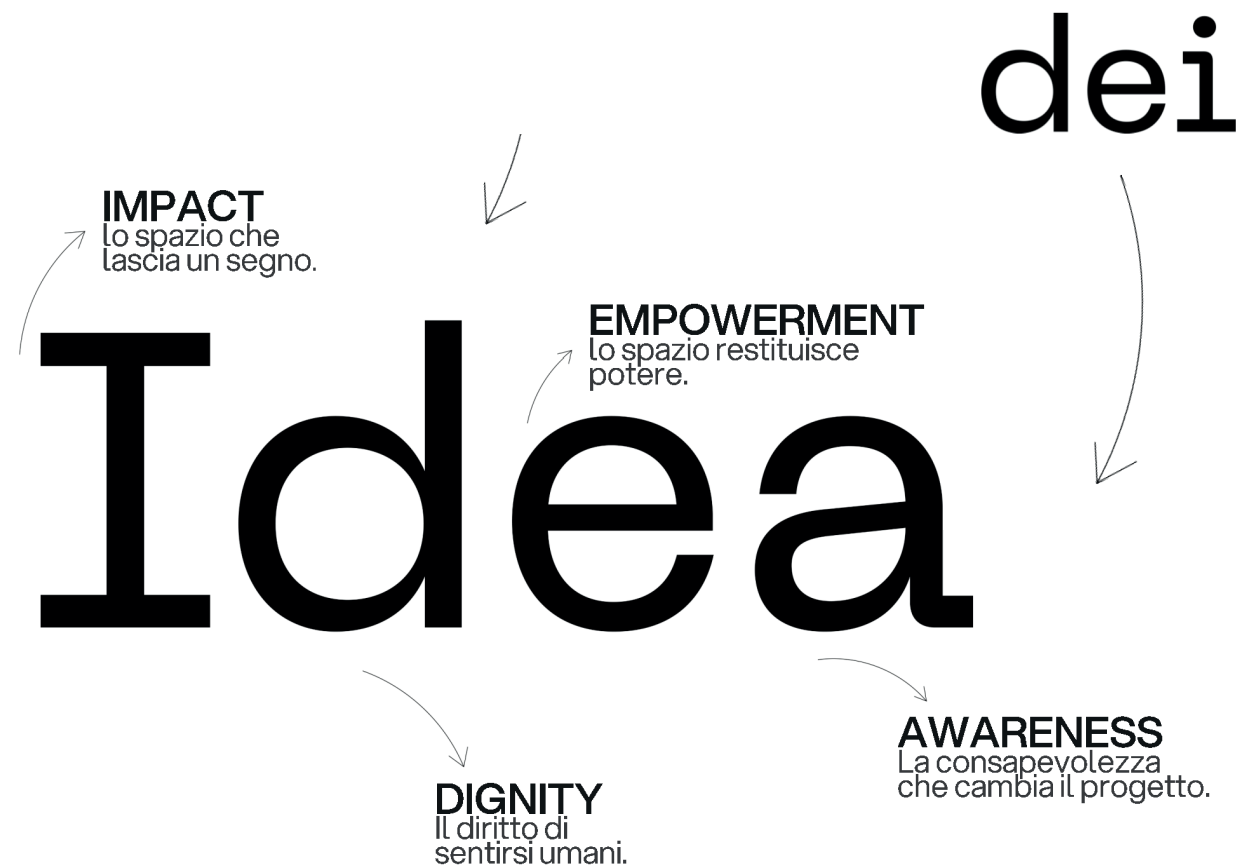 dei
IMPACT
lo spazio che
lascia un segno.
EMPOWERMENT
lo spazio restituisce
potere.
Idea
AWARENESS
La consapevolezza
che cambia il progetto.
DIGNITY
Il diritto di
sentirsi umani.